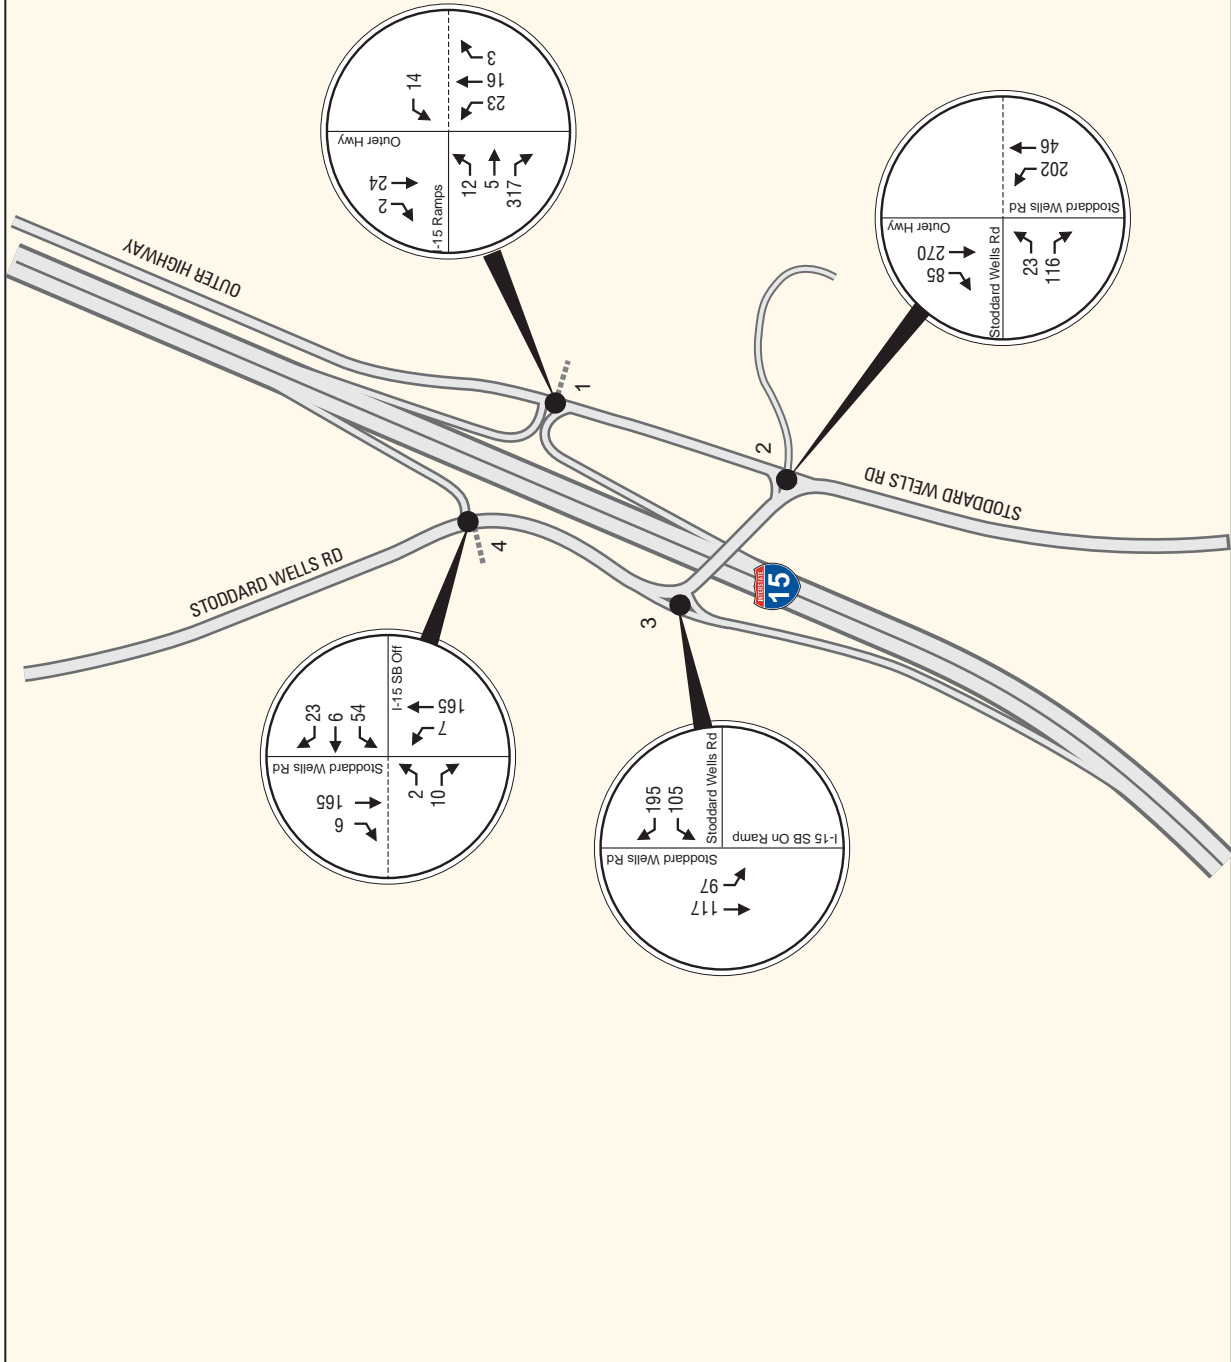 OUTER HIGHWAY
STODDARD WELLS RD
STODDARD WELLS RD
INTERSTATE
15
1
2
3
4
14
3
16
23
Outer Hwy
24
2
I-15 Ramps
12
5
317
46
202
Outer Hwy
Stoddard Wells Rd
270
85
Stoddard Wells Rd
23
116
23
6
54
I-15 SB Off
165
7
Stoddard Wells Rd
165
6
2
10
195
105
Stoddard Wells Rd
Stoddard Wells Rd
I-15 SB On Ramp
97
117